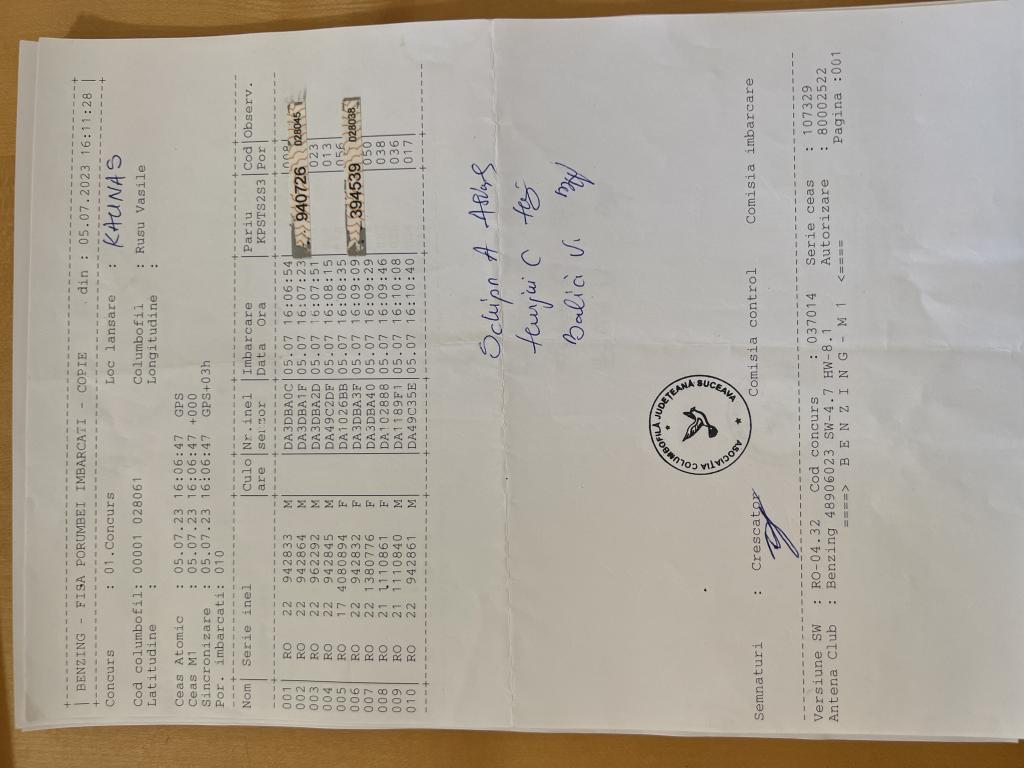 BENZING - FISA PORUMBEI IMBARCATI - COPIE din : 05.07.2023 16:11:28
Concurs : 01.Concurs Loc lansare : KAUNAS
Cod columbofil: 00001 028061 Columbofil : Rusu Vasile
Latitudine : Longitudine :
Ceas Atomic : 05.07.23 16:06:47 GPS
Ceas M1 : 05.07.23 16:06:47 +000
Sincronizare : 05.07.23 16:06:47 GPS+03h
Por. imbarcati: 010
Nom Serie inel Culo Nr.inel Imbarcare Pariu Cod Observ.
are senzor Data Ora KPSTS2S3 Por
001 RO 22 942833 M DA3DBA0C 05.07 16:06:54
002 RO 22 942864 M DA3DBA1F 05.07 16:07:23 940726 028045
003 RO 22 962292 M DA3DBA2D 05.07 16:07:51 023
004 RO 22 942845 M DA49C2DF 05.07 16:08:15 013
005 RO 17 4080894 F DA1026BB 05.07 16:08:35 056
006 RO 22 942832 F DA3DBA3F 05.07 16:09:09 394539 028038
007 RO 22 1380776 F DA3DBA40 05.07 16:09:29 050
008 RO 21 1110861 F DA102888 05.07 16:09:46 038
009 RO 21 1110840 M DA1189F1 05.07 16:10:08 036
010 RO 22 942861 M DA49C35E 05.07 16:10:40 017
Schipn A
C
Balici V.
ASOCIAȚIA COLUMBOFILĂ JUDEȚEANĂ SUCEAVA
Semnaturi : Crescator Comisia control Comisia imbarcare
Versiune SW : RO-04.32 Cod concurs : 037014 Serie ceas : 107329
Antena Club : Benzing 48906023 SW-4.7 HW-8.1 Autorizare : 80002522
====> B E N Z I N G - M 1 <==== Pagina :001